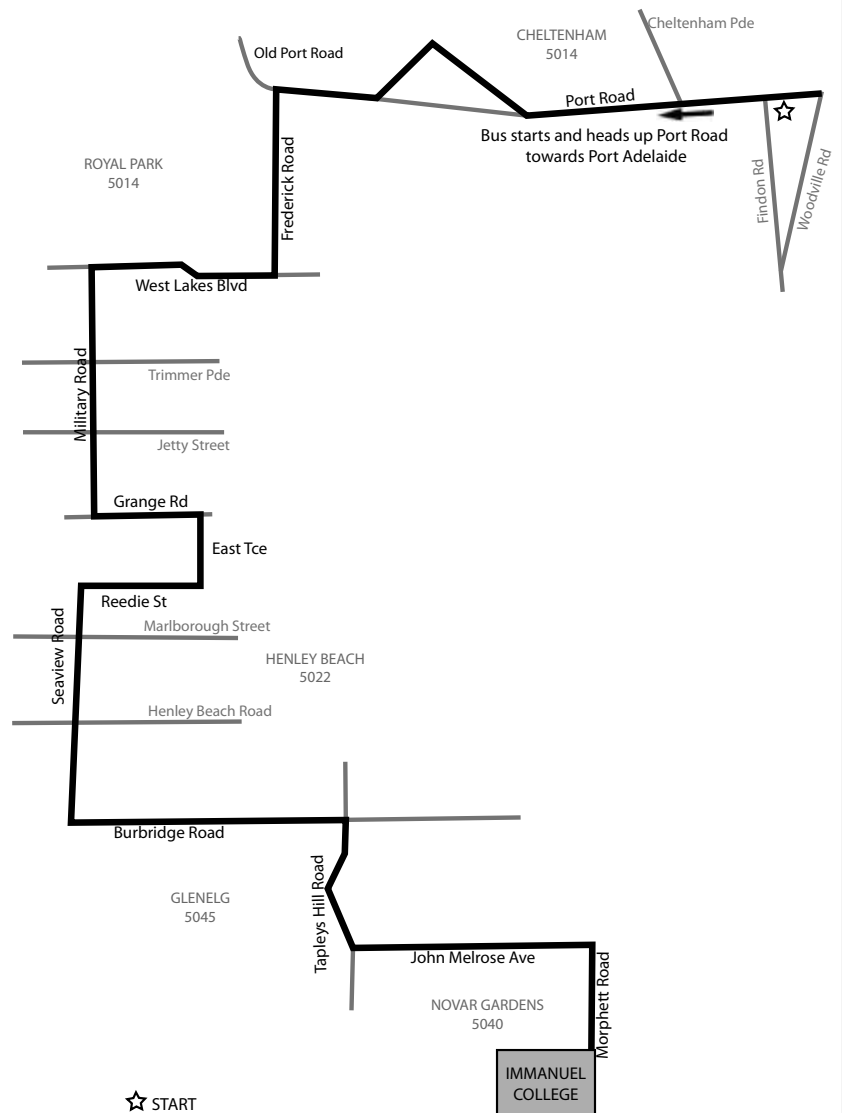 Cheltenham Pde
CHELTENHAM
5014
Old Port Road
Port Road
Bus starts and heads up Port Road
towards Port Adelaide
Findon Rd
Woodville Rd
ROYAL PARK
5014
Frederick Road
West Lakes Blvd
Military Road
Trimmer Pde
Jetty Street
Grange Rd
East Tce
Reedie St
Seaview Road
Marlborough Street
HENLEY BEACH
5022
Henley Beach Road
Burbridge Road
Tapleys Hill Road
GLENELG
5045
John Melrose Ave
Morphett Road
NOVAR GARDENS
5040
IMMANUEL
COLLEGE
START